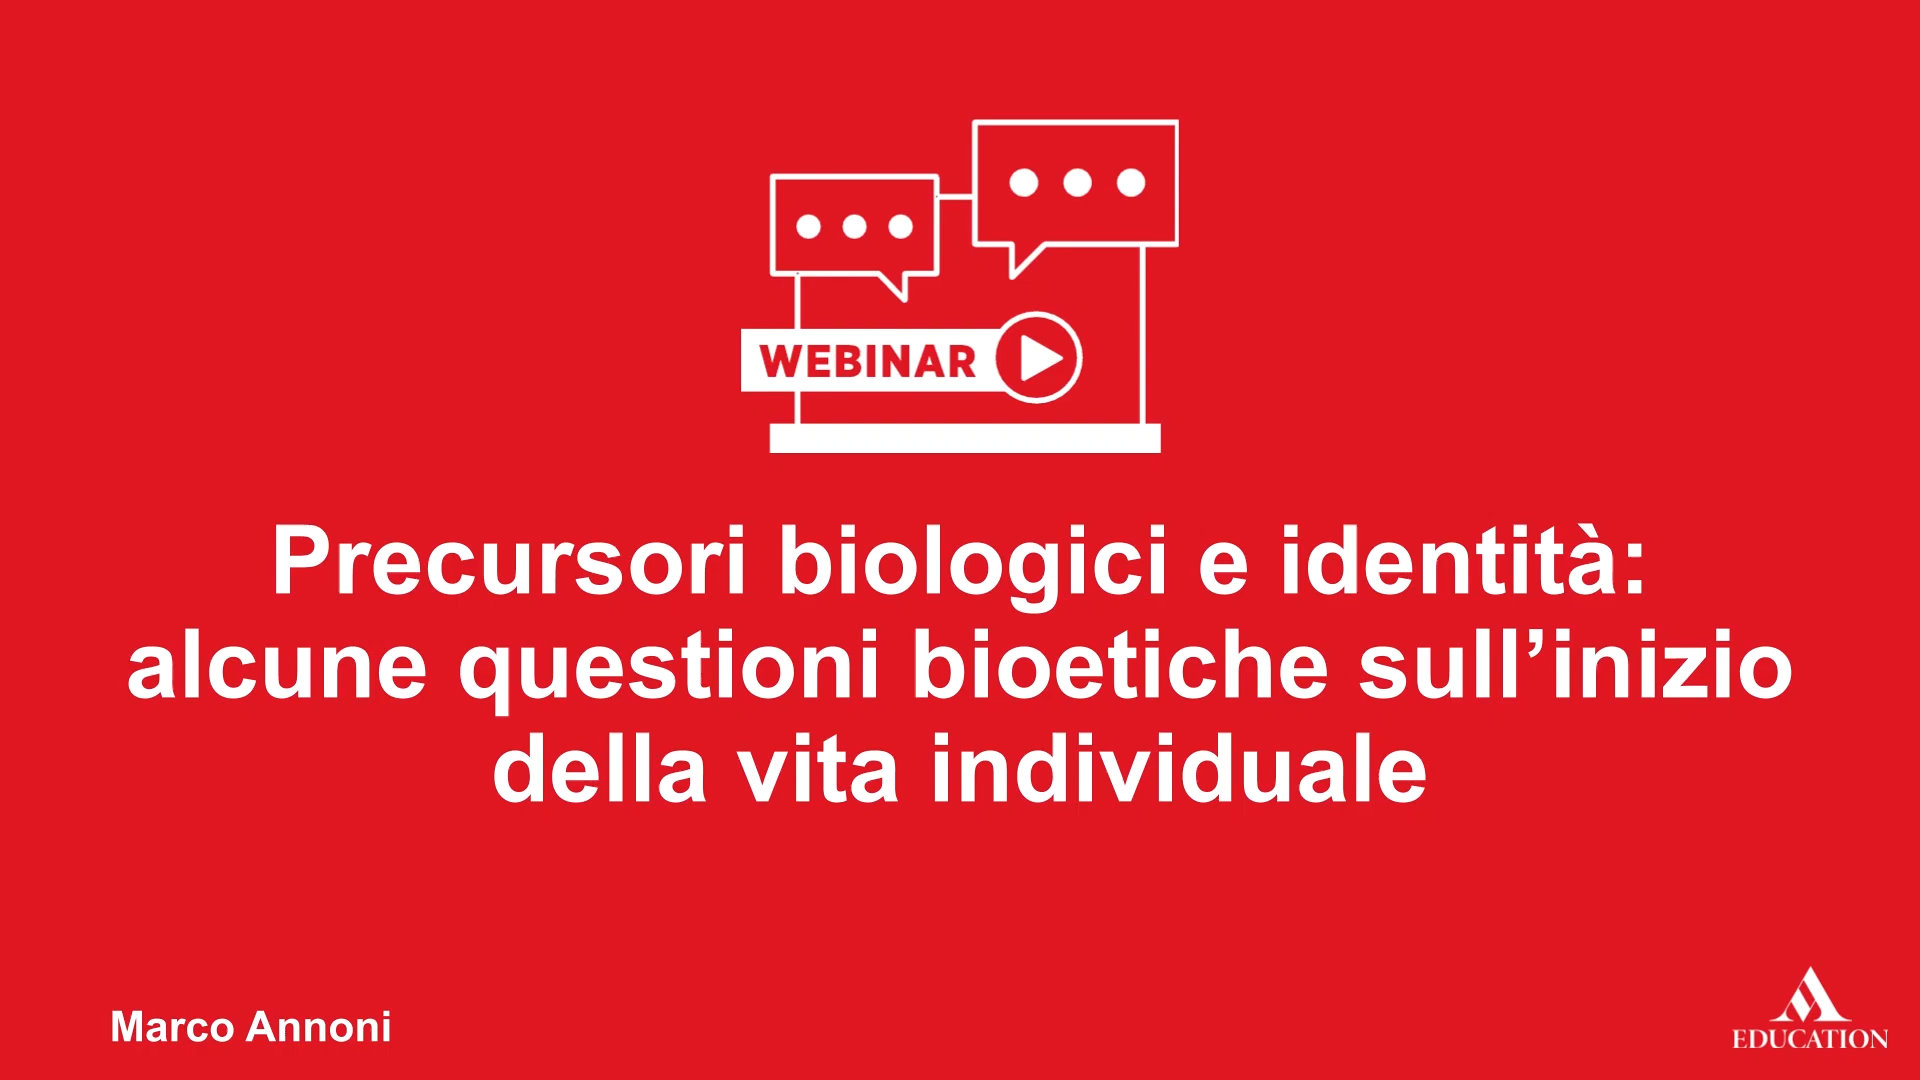 WEBINAR
Precursori biologici e identità:
alcune questioni bioetiche sull’inizio
della vita individuale
Marco Annoni
EDUCATION